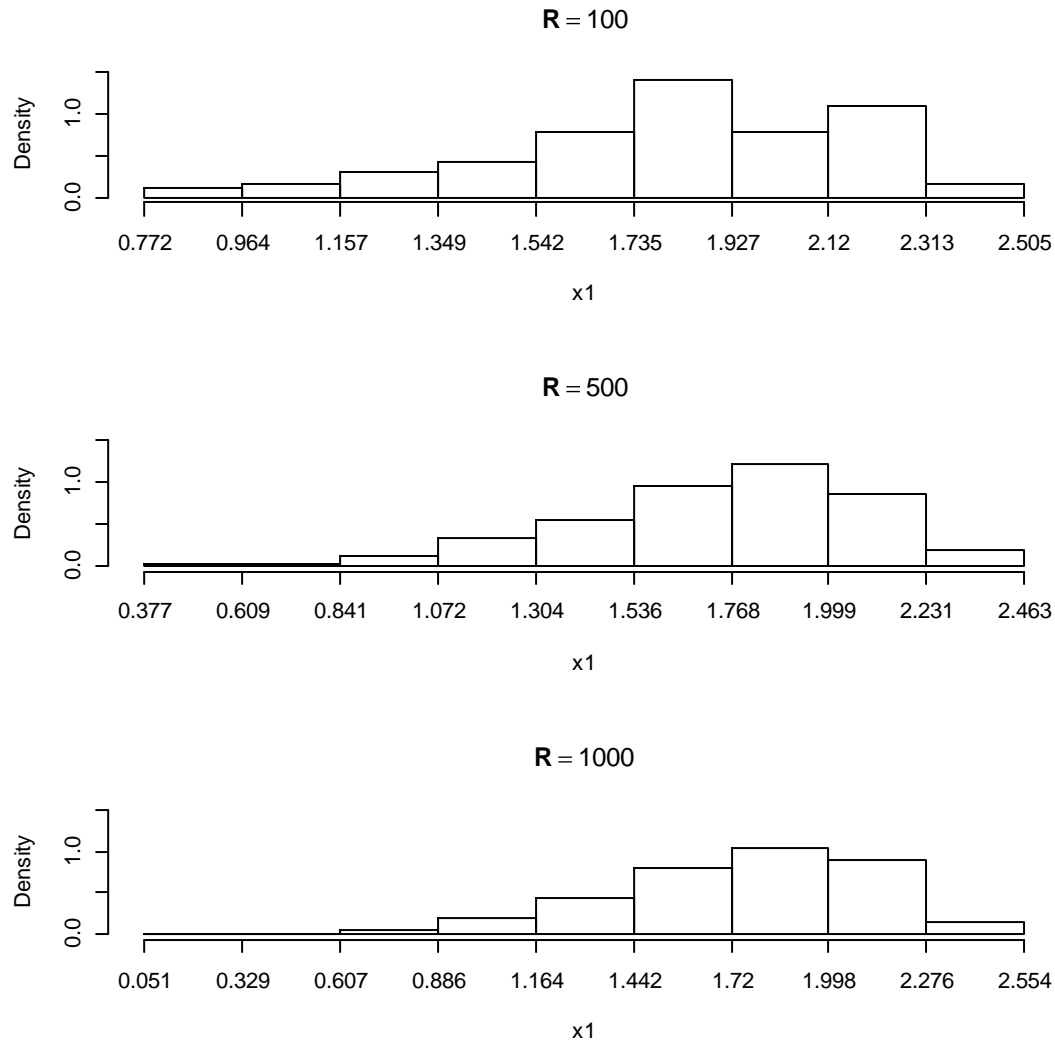 R = 100
Density
0.0 1.0
0.772 0.964 1.157 1.349 1.542 1.735 1.927 2.12 2.313 2.505
x1
R = 500
Density
0.0 1.0
0.377 0.609 0.841 1.072 1.304 1.536 1.768 1.999 2.231 2.463
x1
R = 1000
Density
0.0 1.0
0.051 0.329 0.607 0.886 1.164 1.442 1.72 1.998 2.276 2.554
x1